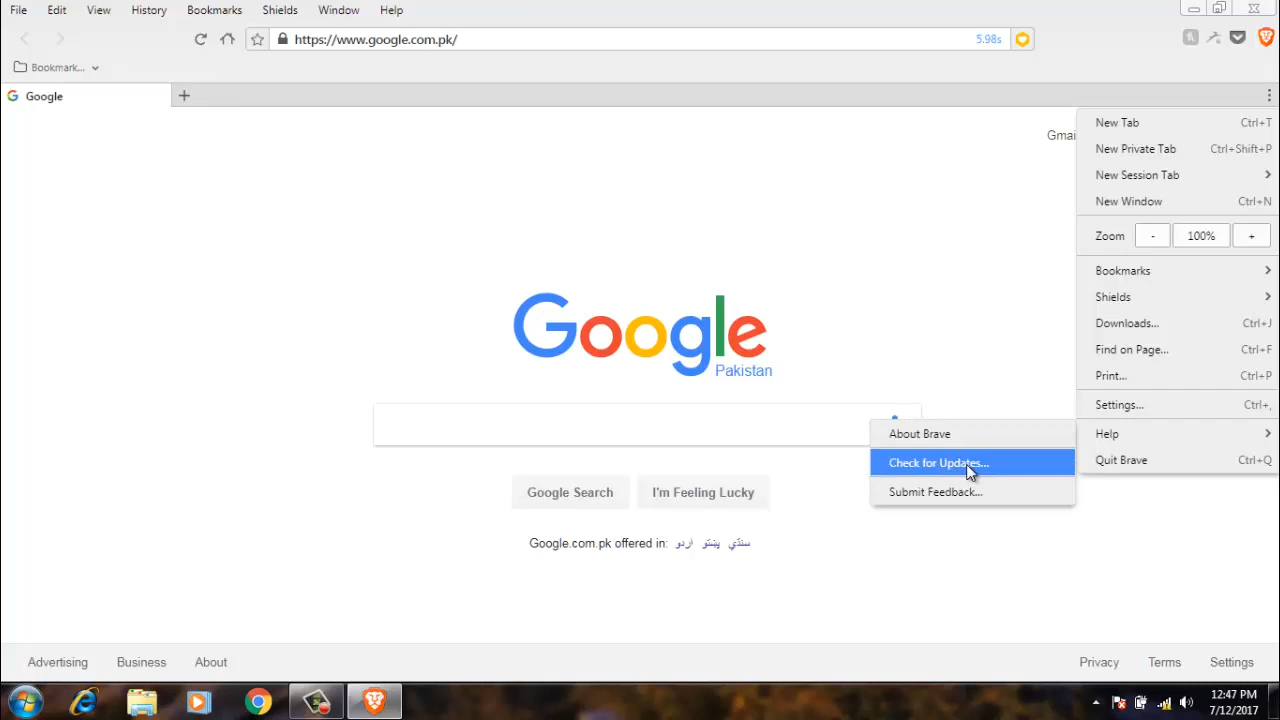 File Edit View History Bookmarks Shields Window Help
https://www.google.com.pk/ 5.98s
Bookmark...
Google
Gmai
New Tab Ctrl+T
New Private Tab Ctrl+Shift+P
New Session Tab
New Window Ctrl+N
Zoom - 100% +
Bookmarks
Shields
Downloads... Ctrl+J
Find on Page... Ctrl+F
Print... Ctrl+P
Settings... Ctrl+,
Help
Quit Brave Ctrl+Q
Google
Pakistan
About Brave
Check for Updates...
Submit Feedback...
Google Search I'm Feeling Lucky
Google.com.pk offered in: اردو پښتو سنڌي
Advertising Business About Privacy Terms Settings
12:47 PM
7/12/2017